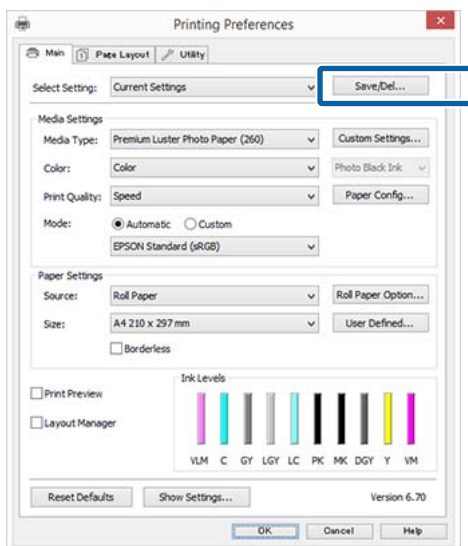 Printing Preferences
Main Page Layout Utility
Select Setting: Current Settings Save/Del...
Media Settings
Media Type: Premium Luster Photo Paper (260) Custom Settings...
Color: Color Photo Black Ink
Print Quality: Speed Paper Config...
Mode: Automatic Custom
EPSON Standard (sRGB)
Paper Settings
Source: Roll Paper Roll Paper Option...
Size: A4 210 x 297 mm User Defined...
Borderless
Ink Levels
Print Preview
Layout Manager
VLM C GY LGY LC PK MK DGY Y VM
Reset Defaults Show Settings... Version 6.70
OK Cancel Help